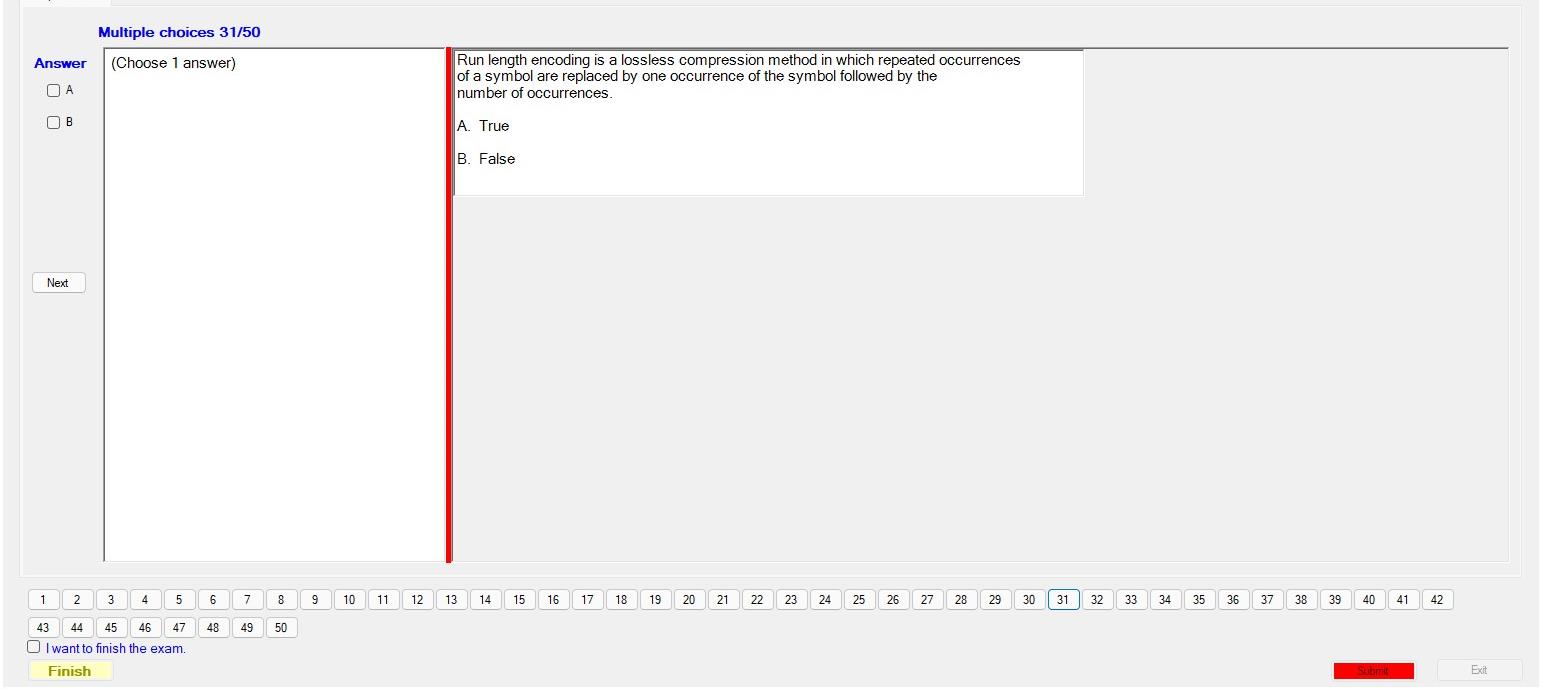 Multiple choices 31/50
Answer
(Choose 1 answer)
A
B
Next
Run length encoding is a lossless compression method in which repeated occurrences
of a symbol are replaced by one occurrence of the symbol followed by the
number of occurrences.
A. True
B. False
1 2 3 4 5 6 7 8 9 10 11 12 13 14 15 16 17 18 19 20 21 22 23 24 25 26 27 28 29 30 31 32 33 34 35 36 37 38 39 40 41 42
43 44 45 46 47 48 49 50
I want to finish the exam.
Finish
Submit
Exit